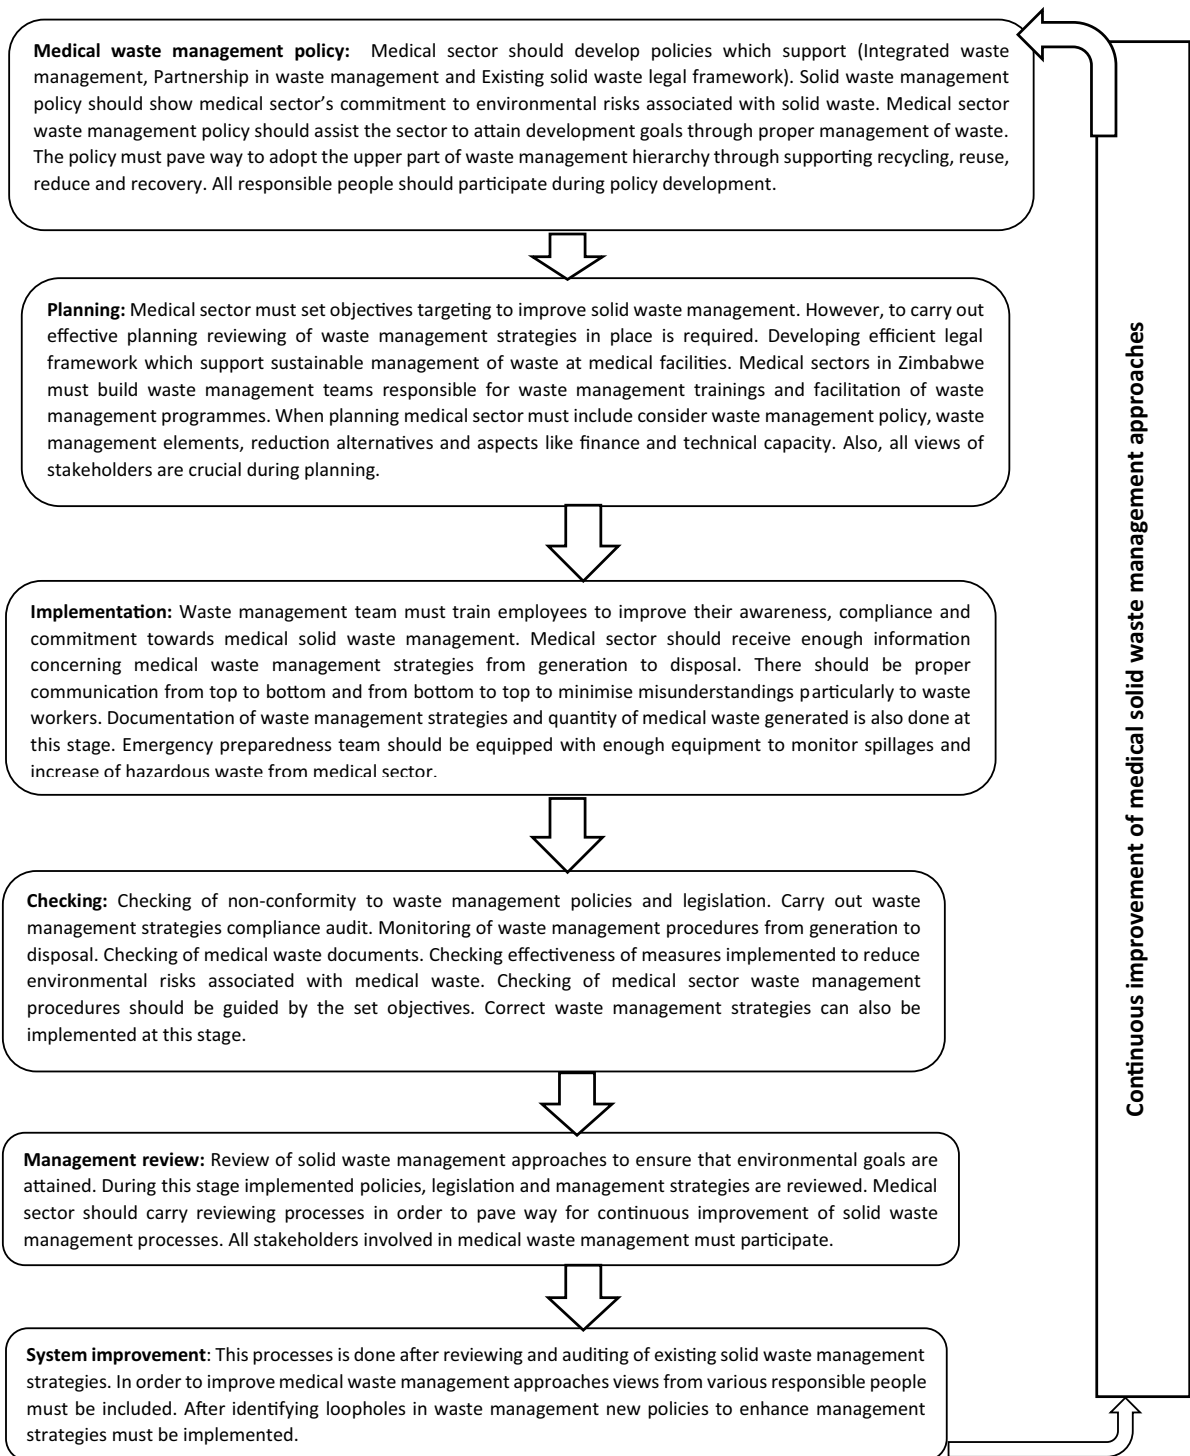 Medical waste management policy: Medical sector should develop policies which support (Integrated waste
management, Partnership in waste management and Existing solid waste legal framework). Solid waste management
policy should show medical sector's commitment to environmental risks associated with solid waste. Medical sector
waste management policy should assist the sector to attain development goals through proper management of waste.
The policy must pave way to adopt the upper part of waste management hierarchy through supporting recycling, reuse,
reduce and recovery. All responsible people should participate during policy development.
Planning: Medical sector must set objectives targeting to improve solid waste management. However, to carry out
effective planning reviewing of waste management strategies in place is required. Developing efficient legal
framework which support sustainable management of waste at medical facilities. Medical sectors in Zimbabwe
must build waste management teams responsible for waste management trainings and facilitation of waste
management programmes. When planning medical sector must include consider waste management policy, waste
management elements, reduction alternatives and aspects like finance and technical capacity. Also, all views of
stakeholders are crucial during planning.
Implementation: Waste management team must train employees to improve their awareness, compliance and
commitment towards medical solid waste management. Medical sector should receive enough information
concerning medical waste management strategies from generation to disposal. There should be proper
communication from top to bottom and from bottom to top to minimise misunderstandings particularly to waste
workers. Documentation of waste management strategies and quantity of medical waste generated is also done at
this stage. Emergency preparedness team should be equipped with enough equipment to monitor spillages and
increase of hazardous waste from medical sector.
Checking: Checking of non-conformity to waste management policies and legislation. Carry out waste
management strategies compliance audit. Monitoring of waste management procedures from generation to
disposal. Checking of medical waste documents. Checking effectiveness of measures implemented to reduce
environmental risks associated with medical waste. Checking of medical sector waste management
procedures should be guided by the set objectives. Correct waste management strategies can also be
implemented at this stage.
Management review: Review of solid waste management approaches to ensure that environmental goals are
attained. During this stage implemented policies, legislation and management strategies are reviewed. Medical
sector should carry reviewing processes in order to pave way for continuous improvement of solid waste
management processes. All stakeholders involved in medical waste management must participate.
System improvement: This processes is done after reviewing and auditing of existing solid waste management
strategies. In order to improve medical waste management approaches views from various responsible people
must be included. After identifying loopholes in waste management new policies to enhance management
strategies must be implemented.
Continuous improvement of medical solid waste management approaches